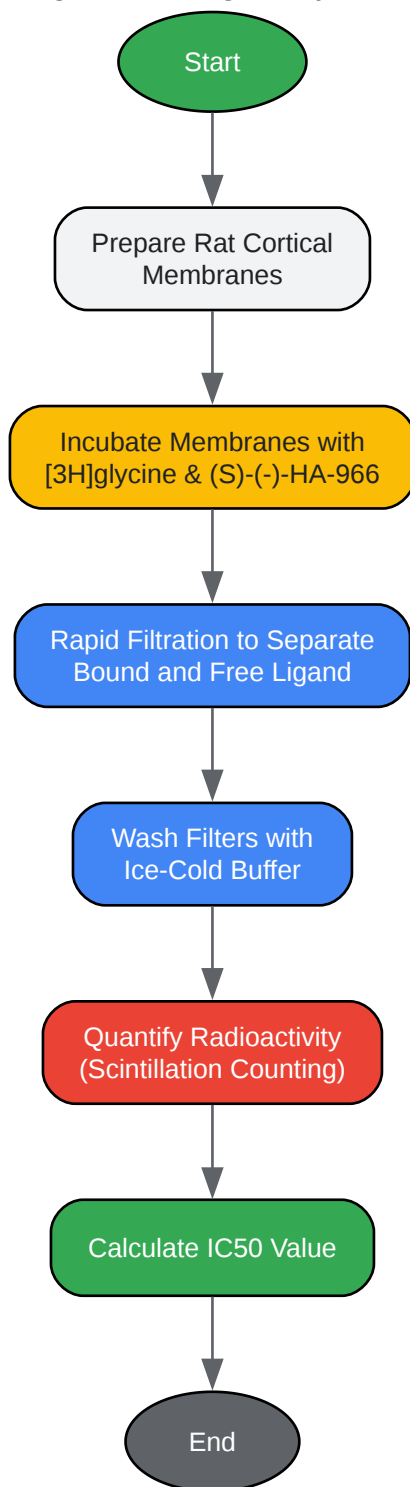 Start
Prepare Rat Cortical
Membranes
Incubate Membranes with
[3H]glycine & (S)-(-)-HA-966
Rapid Filtration to Separate
Bound and Free Ligand
Wash Filters with
Ice-Cold Buffer
Quantify Radioactivity
(Scintillation Counting)
Calculate IC50 Value
End